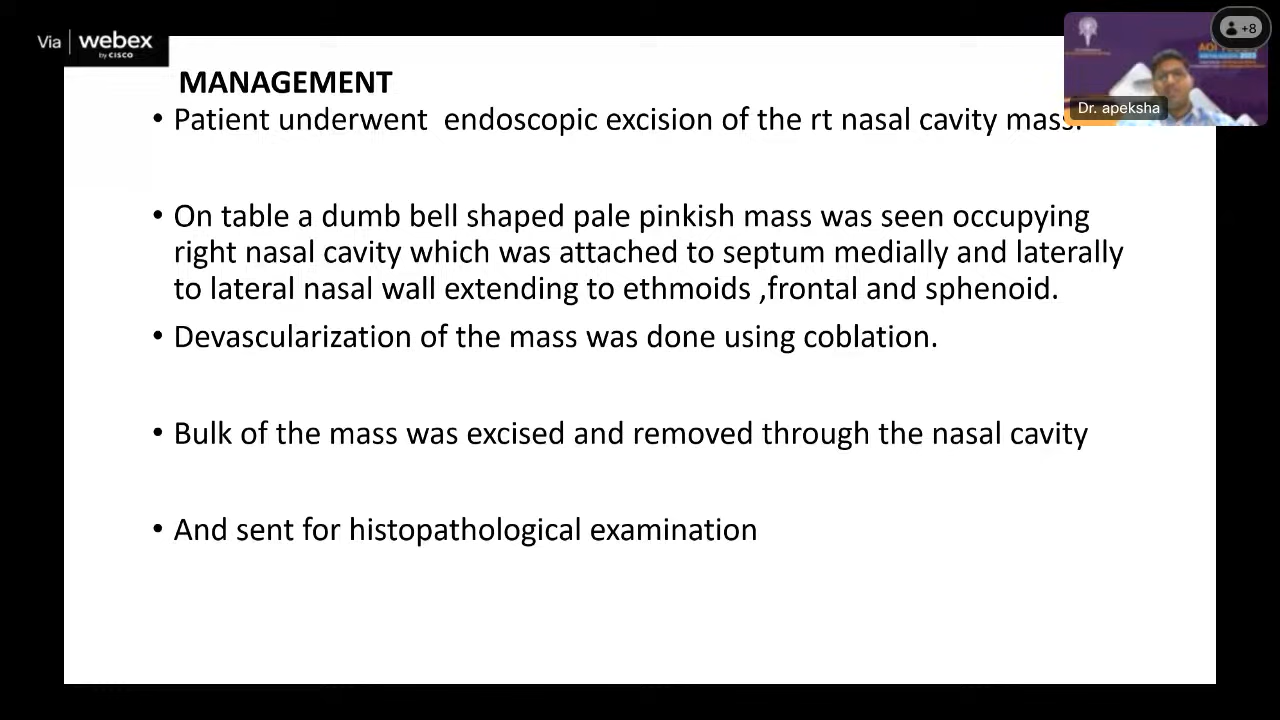 Via webex
by CISCO
+8
AOI
Dr. apeksha
MANAGEMENT
• Patient underwent endoscopic excision of the rt nasal cavity mass.
• On table a dumb bell shaped pale pinkish mass was seen occupying
right nasal cavity which was attached to septum medially and laterally
to lateral nasal wall extending to ethmoids ,frontal and sphenoid.
• Devascularization of the mass was done using coblation.
• Bulk of the mass was excised and removed through the nasal cavity
• And sent for histopathological examination